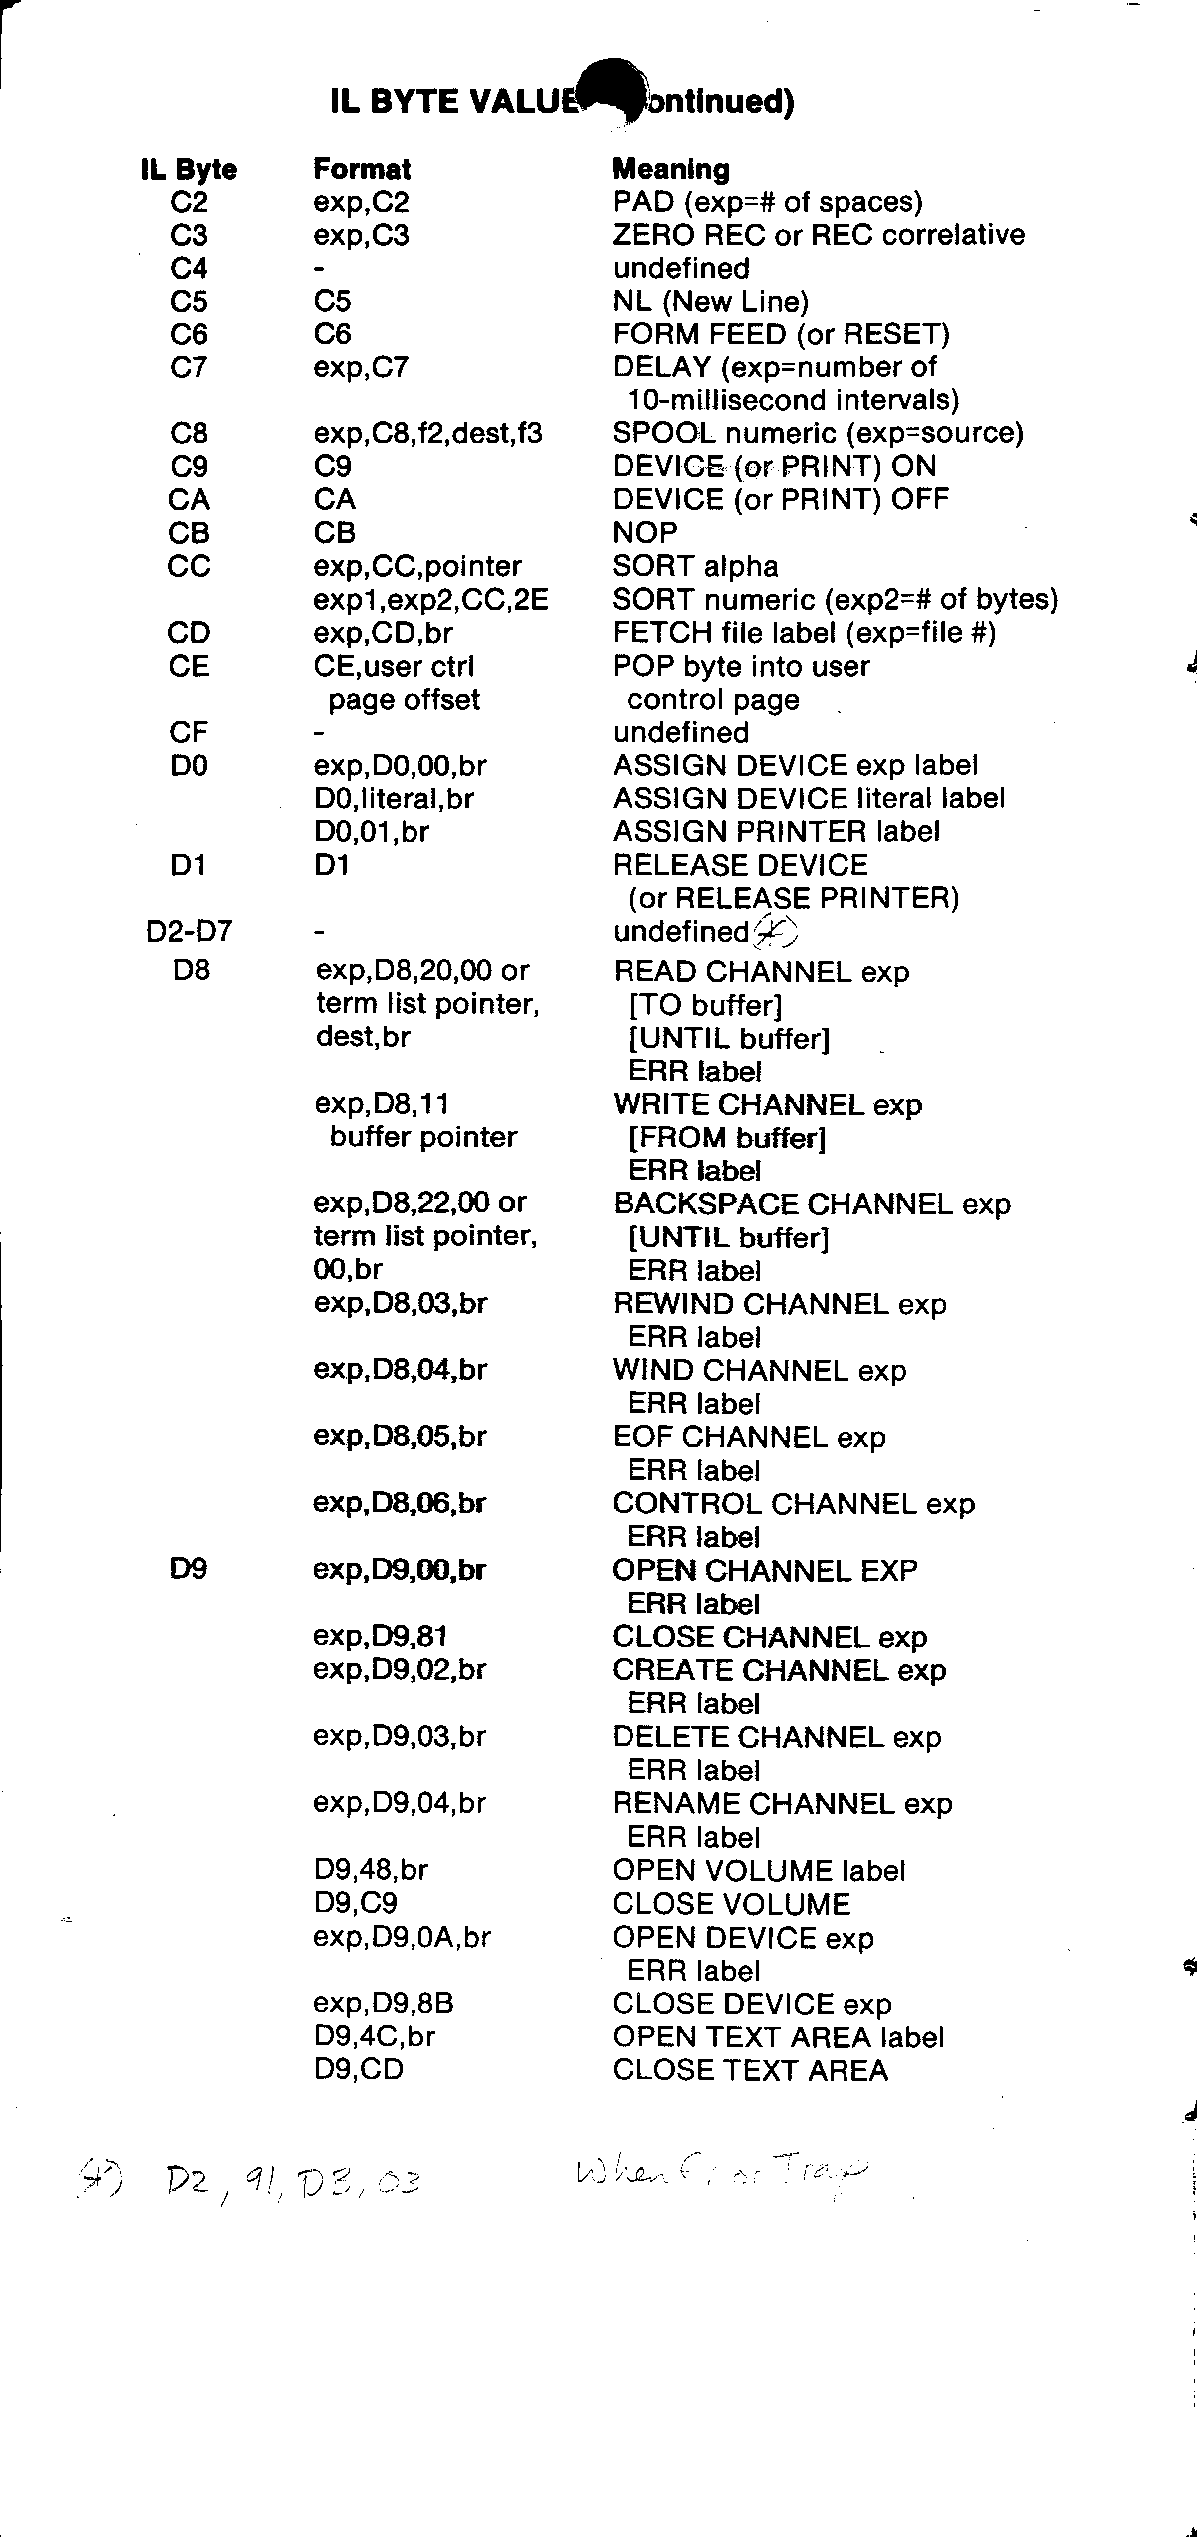 IL BYTE VALUE ontinued)
IL Byte Format Meaning
C2 exp,C2 PAD (exp=# of spaces)
C3 exp,C3 ZERO REC or REC correlative
C4 - undefined
C5 C5 NL (New Line)
C6 C6 FORM FEED (or RESET)
C7 exp,C7 DELAY (exp=number of
10-millisecond intervals)
C8 exp,C8,f2,dest,f3 SPOOL numeric (exp=source)
C9 C9 DEVICE (or PRINT) ON
CA CA DEVICE (or PRINT) OFF
CB CB NOP
CC exp,CC,pointer SORT alpha
exp1,exp2,CC,2E SORT numeric (exp2=# of bytes)
CD exp,CD,br FETCH file label (exp=file #)
CE CE,user ctrl POP byte into user
page offset control page
CF - undefined
D0 exp,D0,00,br ASSIGN DEVICE exp label
D0,literal,br ASSIGN DEVICE literal label
D0,01,br ASSIGN PRINTER label
D1 D1 RELEASE DEVICE
(or RELEASE PRINTER)
D2-D7 - undefined (*)
D8 exp,D8,20,00 or READ CHANNEL exp
term list pointer, [TO buffer]
dest,br [UNTIL buffer]
ERR label
exp,D8,11 WRITE CHANNEL exp
buffer pointer [FROM buffer]
ERR label
exp,D8,22,00 or BACKSPACE CHANNEL exp
term list pointer, [UNTIL buffer]
00,br ERR label
exp,D8,03,br REWIND CHANNEL exp
ERR label
exp,D8,04,br WIND CHANNEL exp
ERR label
exp,D8,05,br EOF CHANNEL exp
ERR label
exp,D8,06,br CONTROL CHANNEL exp
ERR label
D9 exp,D9,00,br OPEN CHANNEL EXP
ERR label
exp,D9,81 CLOSE CHANNEL exp
exp,D9,02,br CREATE CHANNEL exp
ERR label
exp,D9,03,br DELETE CHANNEL exp
ERR label
exp,D9,04,br RENAME CHANNEL exp
ERR label
D9,48,br OPEN VOLUME label
D9,C9 CLOSE VOLUME
exp,D9,0A,br OPEN DEVICE exp
ERR label
exp,D9,8B CLOSE DEVICE exp
D9,4C,br OPEN TEXT AREA label
D9,CD CLOSE TEXT AREA
(*) D2, 91, D3, 03 When or Trap